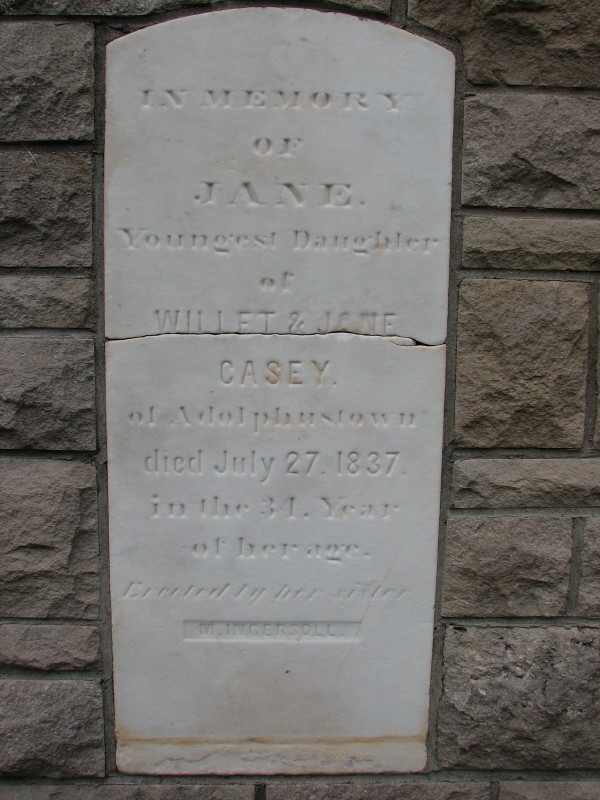 IN MEMORY
OF
JANE.
Youngest Daughter
of
WILLET & JANE
CASEY.
of Adolphustown
died July 27. 1837.
in the 34. Year
of her age.
Erected by her sister
M. INGERSOLL.